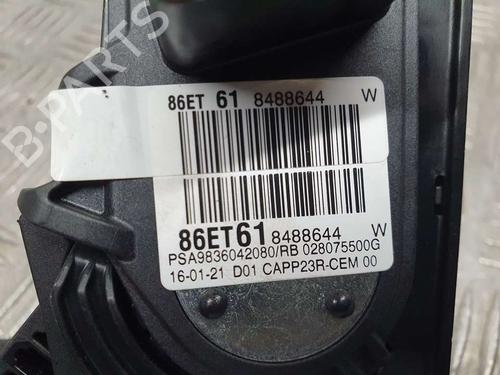 B-PARTS
86ET 61 8488644 W
86ET61 8488644 W
PSA9836042080/RB 028075500G
16-01-21 D01 CAPP23R-CEM 00